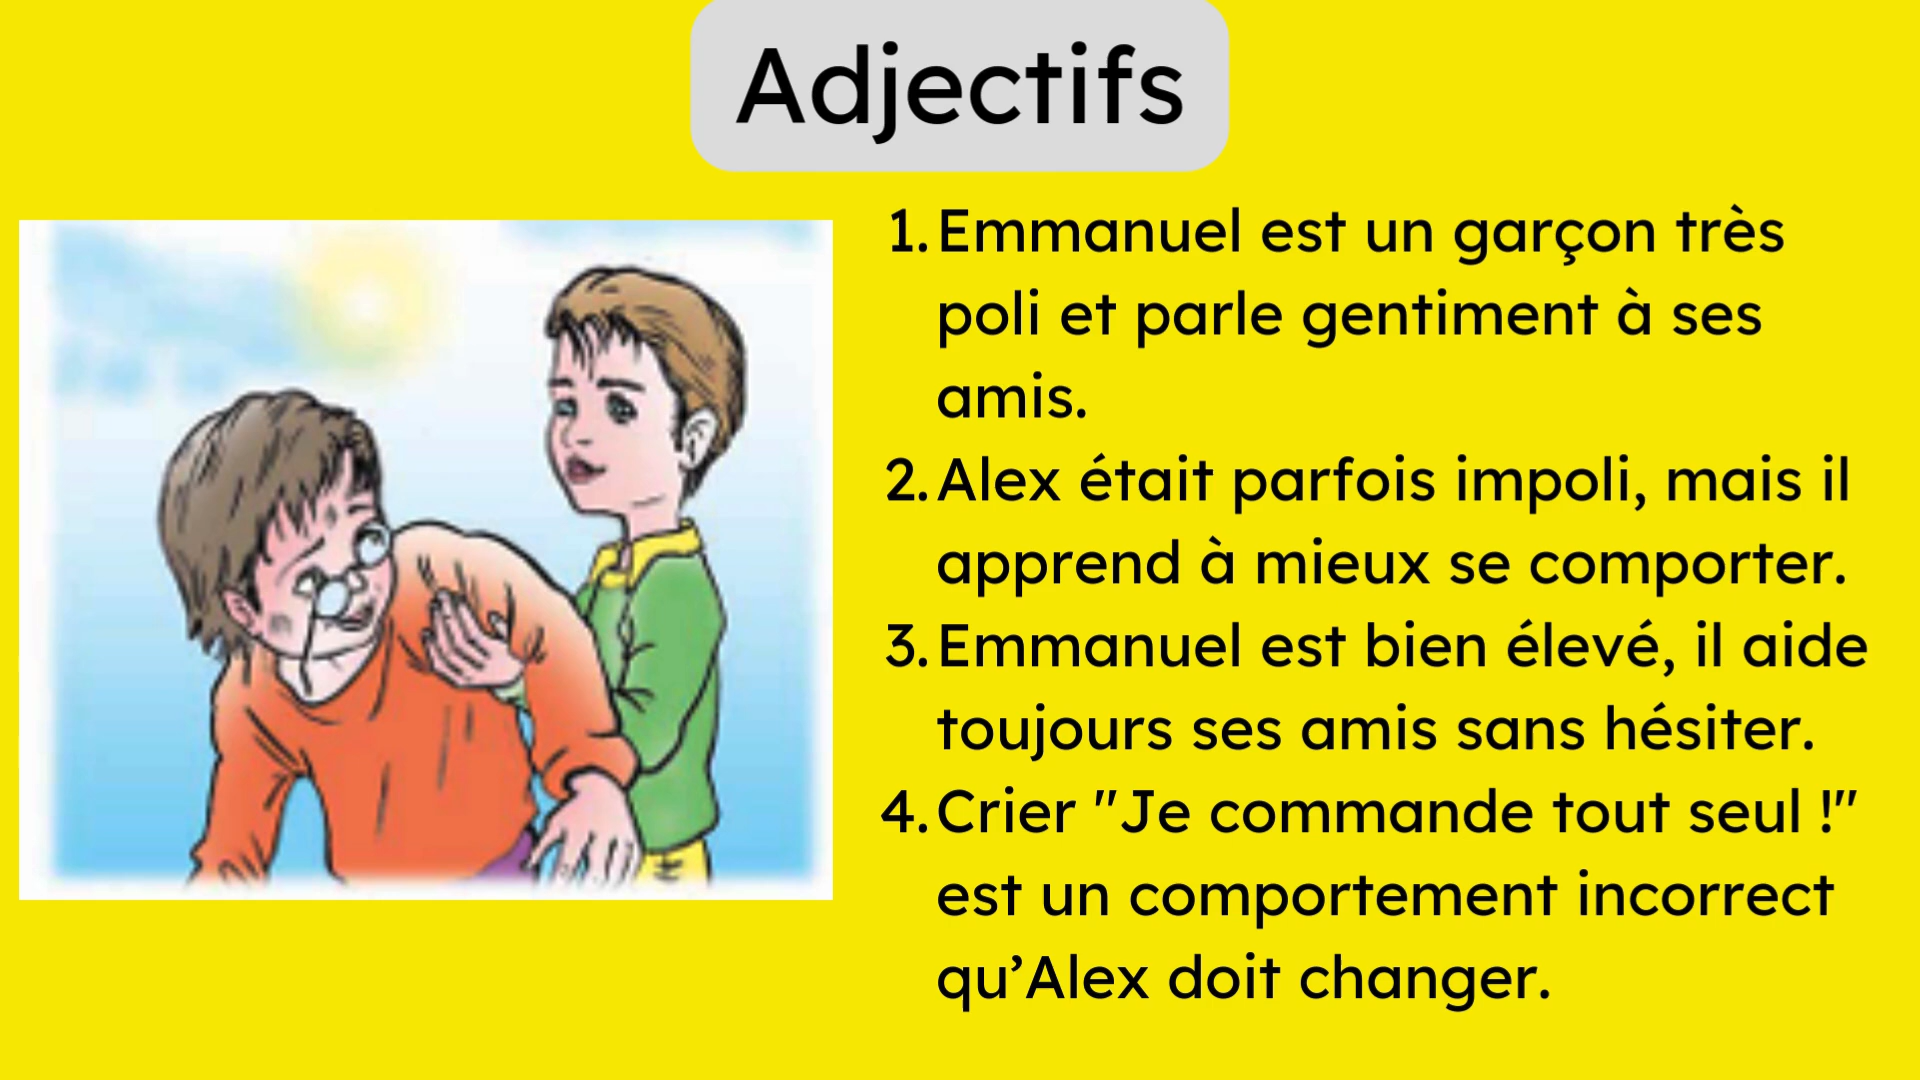 Adjectifs
1. Emmanuel est un garçon très
poli et parle gentiment à ses
amis.
2. Alex était parfois impoli, mais il
apprend à mieux se comporter.
3. Emmanuel est bien élevé, il aide
toujours ses amis sans hésiter.
4. Crier "Je commande tout seul !"
est un comportement incorrect
qu’Alex doit changer.